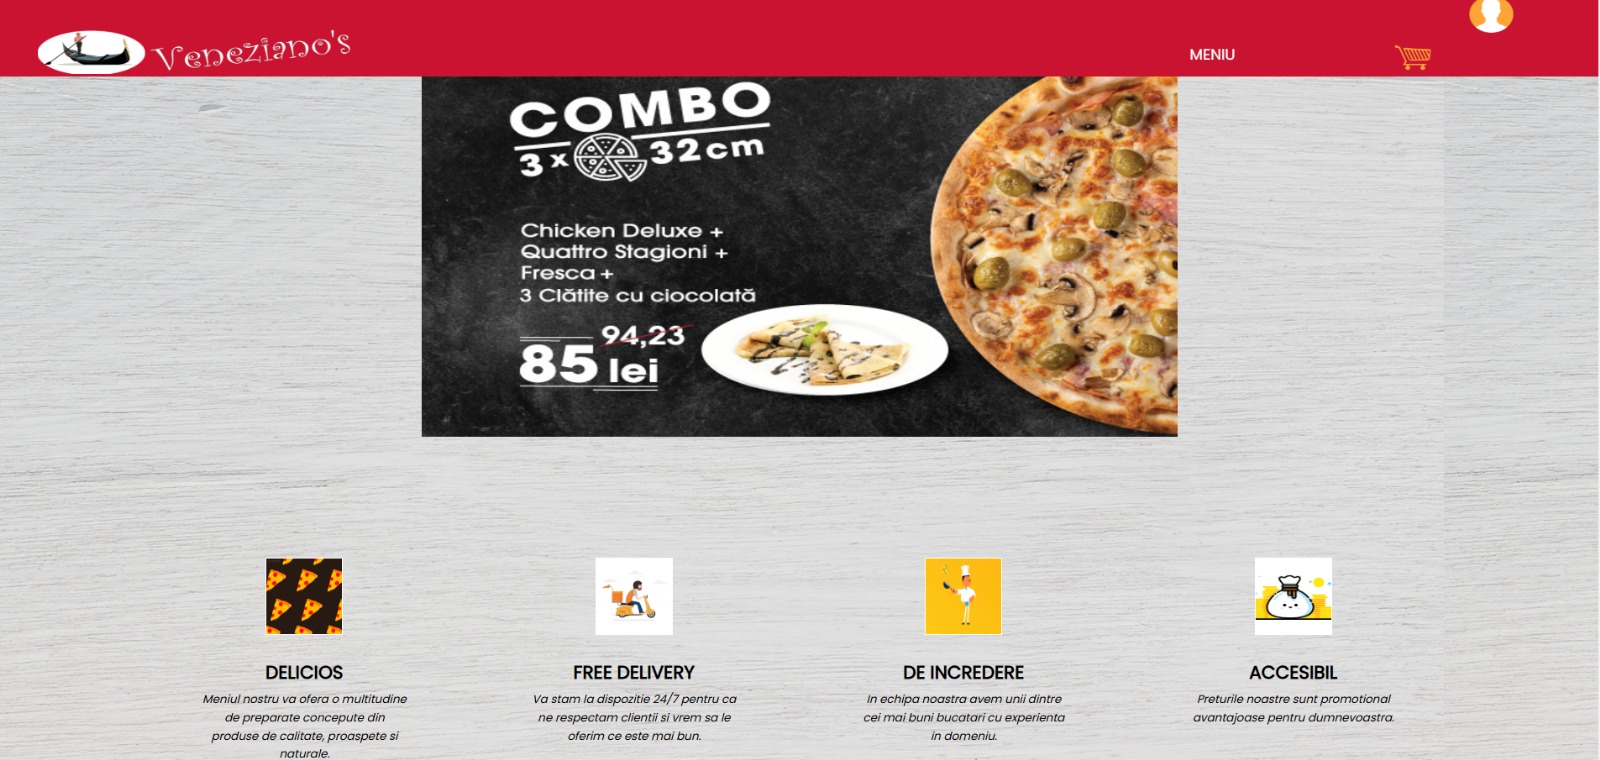 Veneziano's
MENIU
COMBO
3 x 32cm
Chicken Deluxe +
Quattro Stagioni +
Fresca +
3 Clătite cu ciocolată
94,23
85 lei
DELICIOS
Meniul nostru va ofera o multitudine
de preparate concepute din
produse de calitate, proaspete si
naturale.
FREE DELIVERY
Va stam la dispozitie 24/7 pentru ca
ne respectam clientii si vrem sa le
oferim ce este mai bun.
DE INCREDERE
In echipa noastra avem unii dintre
cei mai buni bucatari cu experienta
in domeniu.
ACCESIBIL
Preturile noastre sunt promotional
avantajoase pentru dumnevoastra.